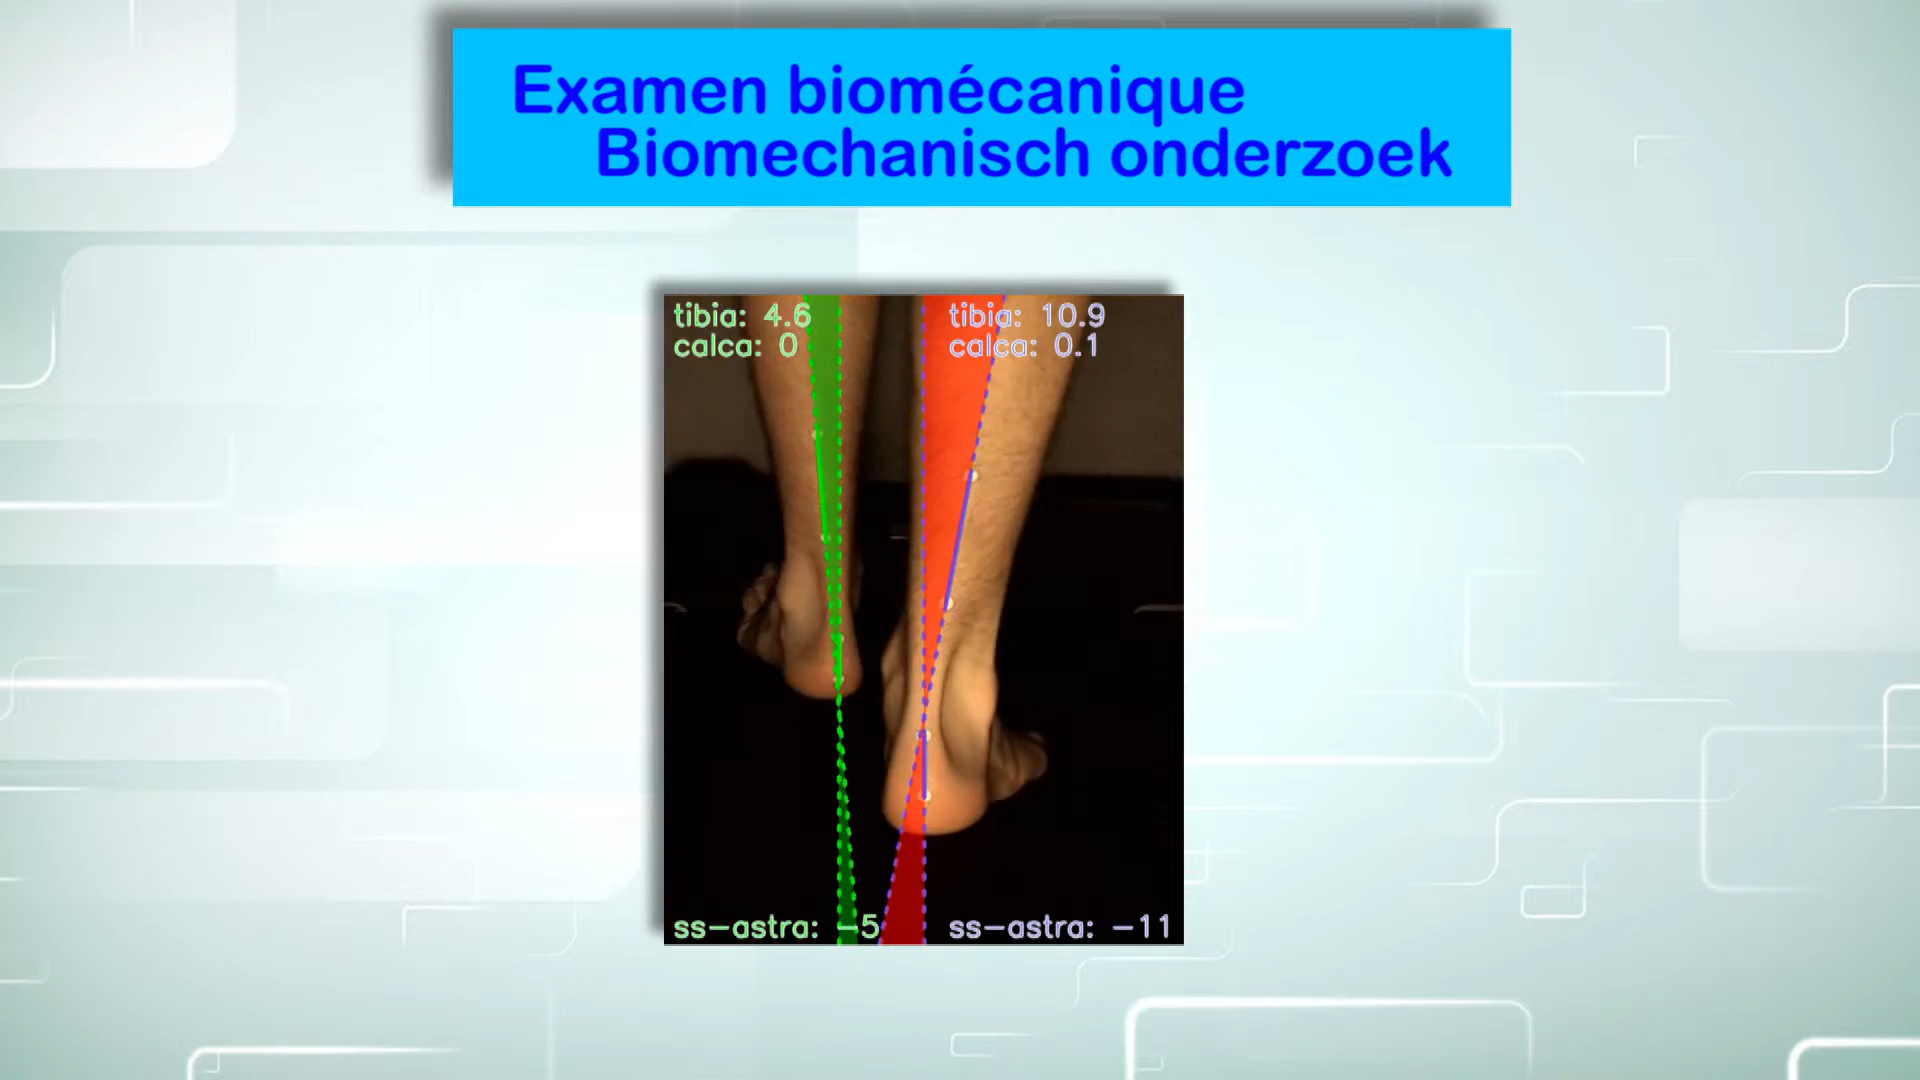 Examen biomécanique
Biomechanisch onderzoek
tibia: 4.6
calca: 0
tibia: 10.9
calca: 0.1
ss-astra: -5
ss-astra: -11